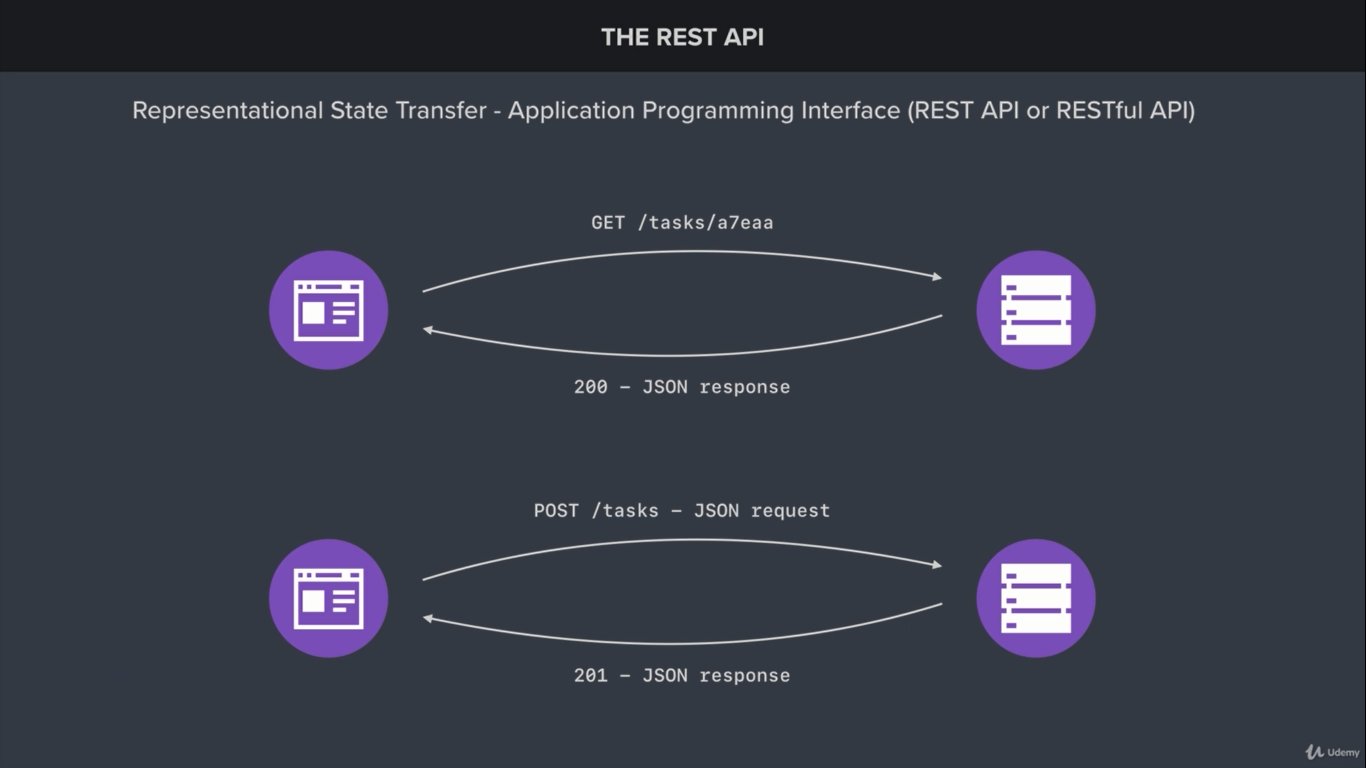 THE REST API
Representational State Transfer - Application Programming Interface (REST API or RESTful API)
GET /tasks/a7eaa
200 – JSON response
POST /tasks – JSON request
201 – JSON response
Udemy